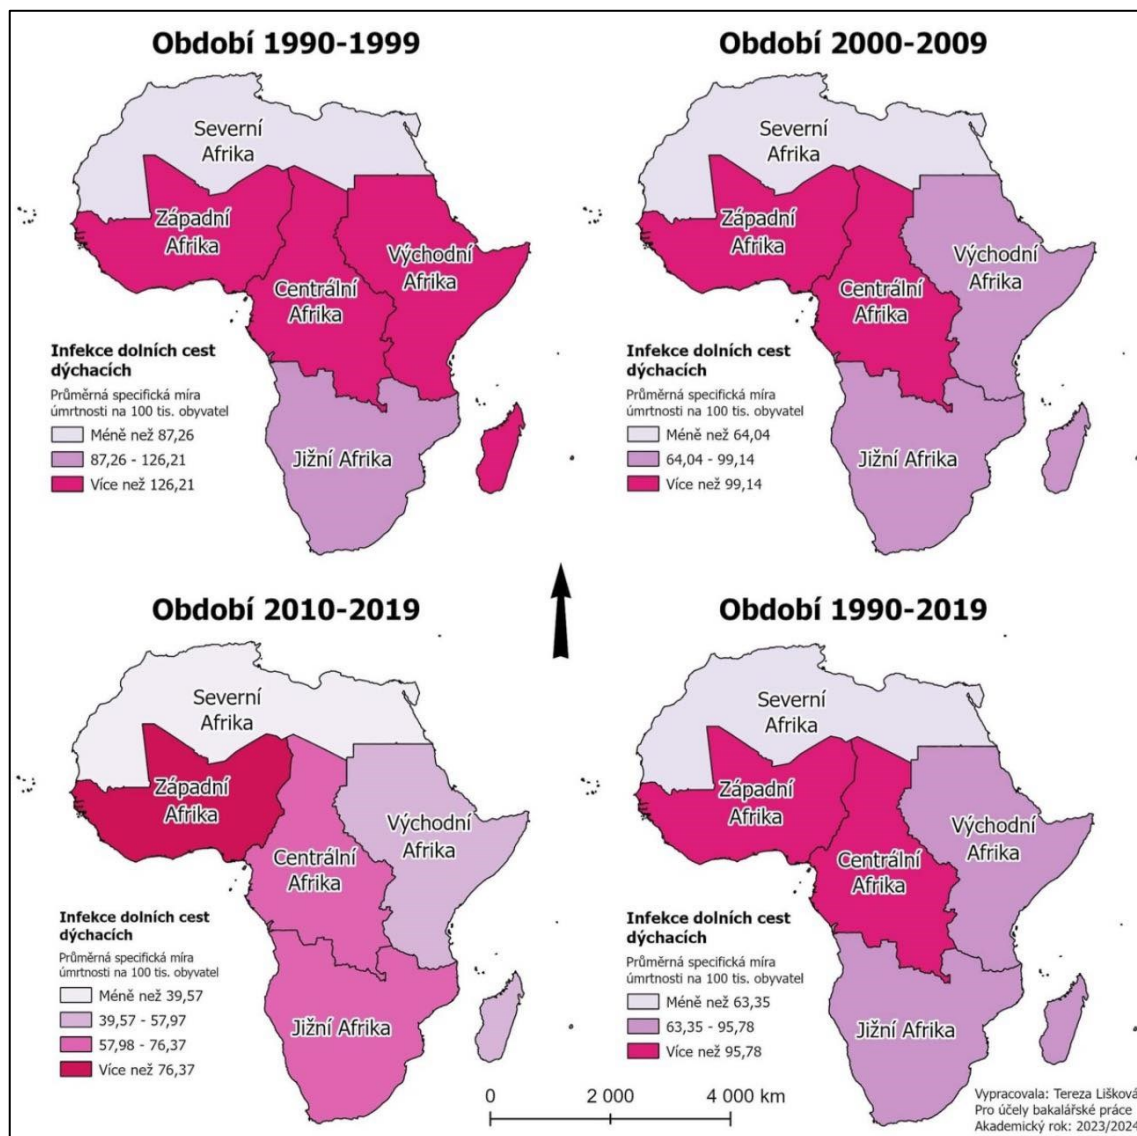 Období 1990-1999
Severní
Afrika
Západní
Afrika
Východní
Afrika
Centrální
Afrika
Jižní Afrika
Infekce dolních cest
dýchacích
Průměrná specifická míra
úmrtnosti na 100 tis. obyvatel
Méně než 87,26
87,26 - 126,21
Více než 126,21
Období 2000-2009
Severní
Afrika
Západní
Afrika
Východní
Afrika
Centrální
Afrika
Jižní Afrika
Infekce dolních cest
dýchacích
Průměrná specifická míra
úmrtnosti na 100 tis. obyvatel
Méně než 64,04
64,04 - 99,14
Více než 99,14
Období 2010-2019
Severní
Afrika
Západní
Afrika
Východní
Afrika
Centrální
Afrika
Jižní Afrika
Infekce dolních cest
dýchacích
Průměrná specifická míra
úmrtnosti na 100 tis. obyvatel
Méně než 39,57
39,57 - 57,97
57,98 - 76,37
Více než 76,37
Období 1990-2019
Severní
Afrika
Západní
Afrika
Východní
Afrika
Centrální
Afrika
Jižní Afrika
Infekce dolních cest
dýchacích
Průměrná specifická míra
úmrtnosti na 100 tis. obyvatel
Méně než 63,35
63,35 - 95,78
Více než 95,78
0 2 000 4 000 km
Vypracovala: Tereza Lišková
Pro účely bakalářské práce
Akademický rok: 2023/2024